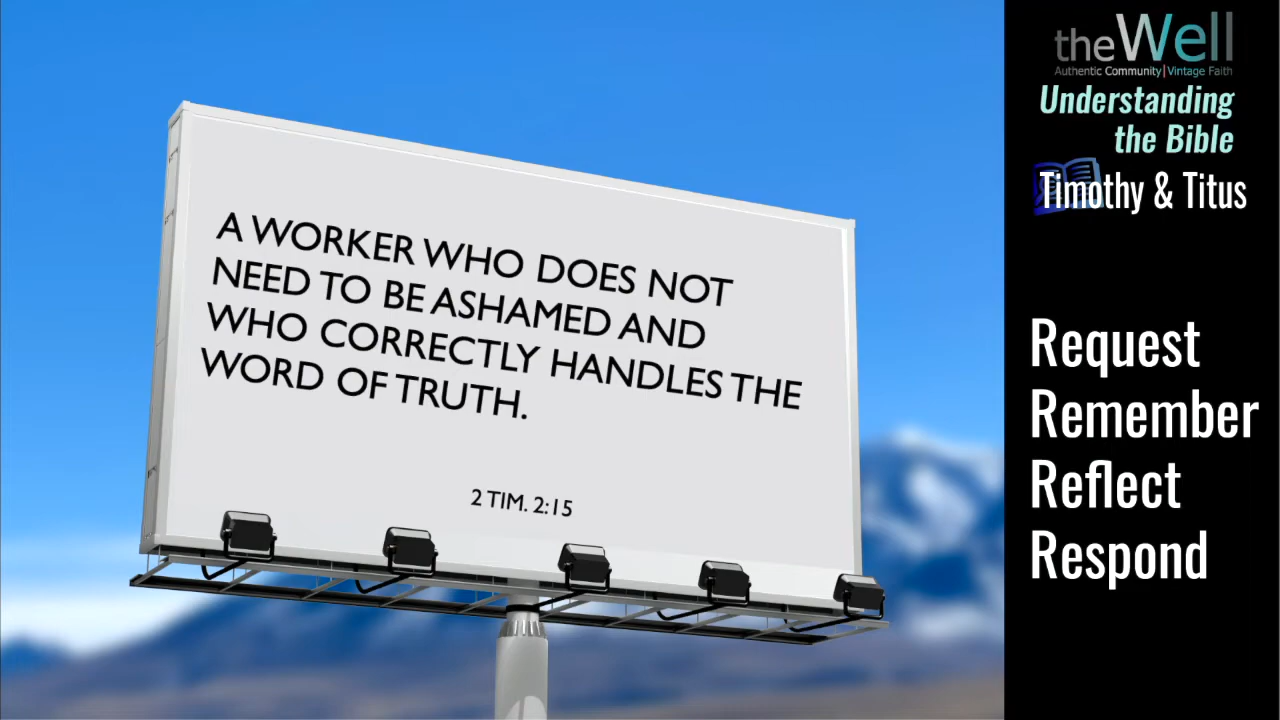 A WORKER WHO DOES NOT
NEED TO BE ASHAMED AND
WHO CORRECTLY HANDLES THE
WORD OF TRUTH.
2 TIM. 2:15
theWell
Authentic Community|Vintage Faith
Understanding
the Bible
Timothy & Titus
Request
Remember
Reflect
Respond